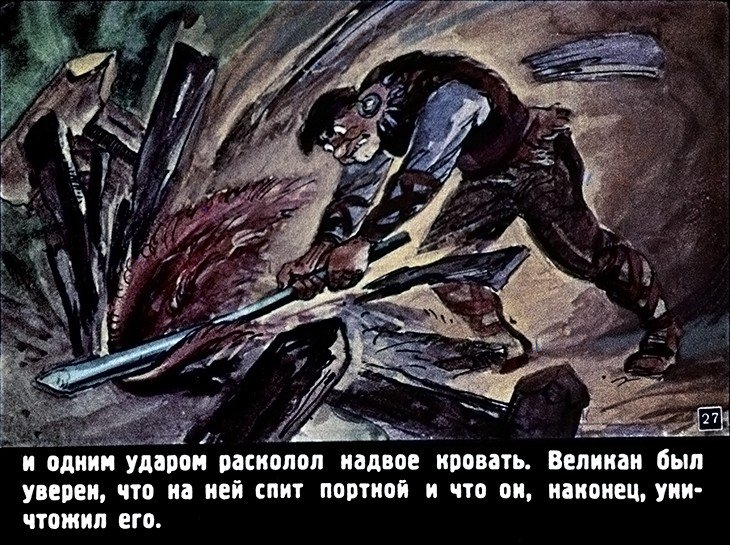 27
и одним ударом расколол надвое кровать. Великан был
уверен, что на ней спит портной и что он, наконец, уни-
чтожил его.